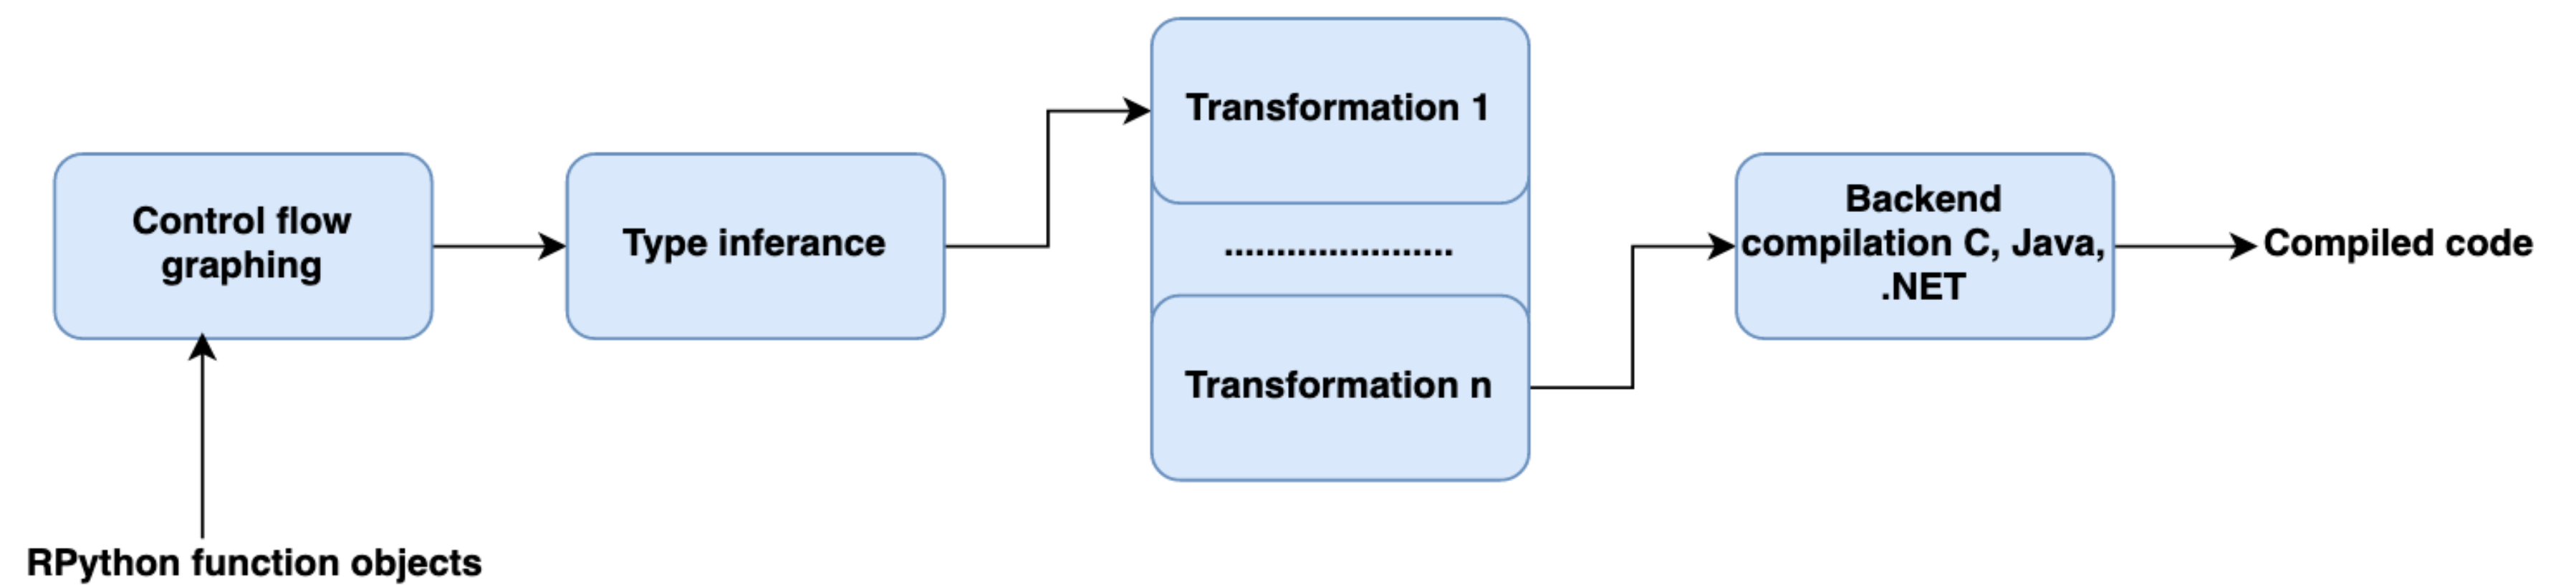 Control flow
graphing
Type inferance
Transformation 1
......................
Transformation n
Backend
compilation C, Java,
.NET
Compiled code
RPython function objects